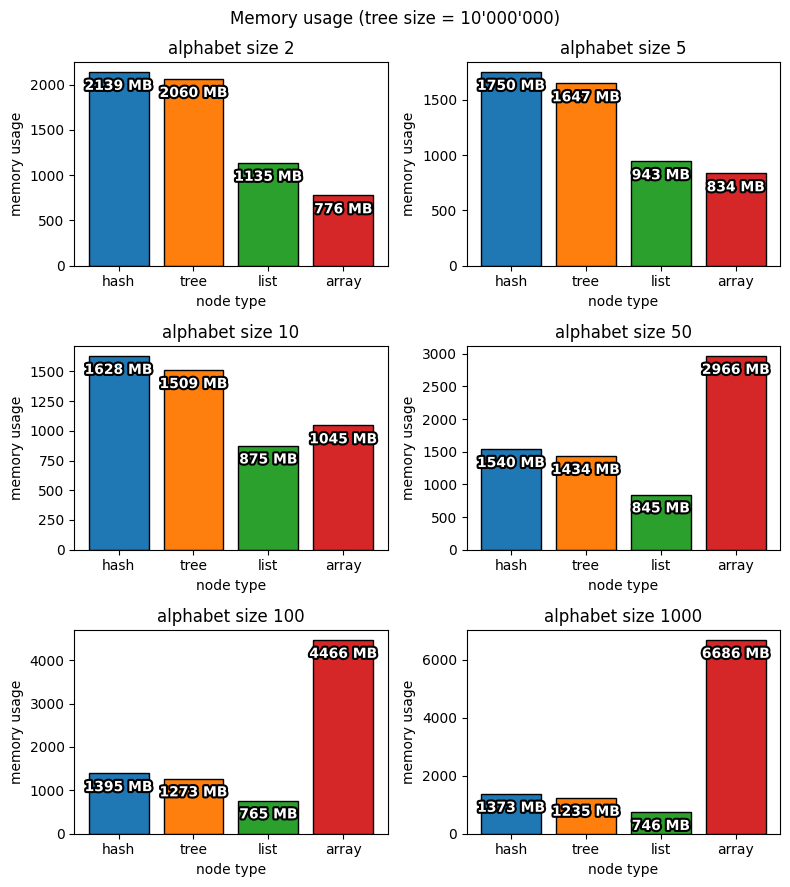 Memory usage (tree size = 10'000'000)
alphabet size 2
memory usage
2000
1500
1000
500
0
2139 MB
2060 MB
1135 MB
776 MB
hash tree list array
node type
alphabet size 5
memory usage
1500
1000
500
0
1750 MB
1647 MB
943 MB
834 MB
hash tree list array
node type
alphabet size 10
memory usage
1500
1250
1000
750
500
250
0
1628 MB
1509 MB
875 MB
1045 MB
hash tree list array
node type
alphabet size 50
memory usage
3000
2500
2000
1500
1000
500
0
1540 MB
1434 MB
845 MB
2966 MB
hash tree list array
node type
alphabet size 100
memory usage
4000
3000
2000
1000
0
1395 MB
1273 MB
765 MB
4466 MB
hash tree list array
node type
alphabet size 1000
memory usage
6000
4000
2000
0
1373 MB
1235 MB
746 MB
6686 MB
hash tree list array
node type